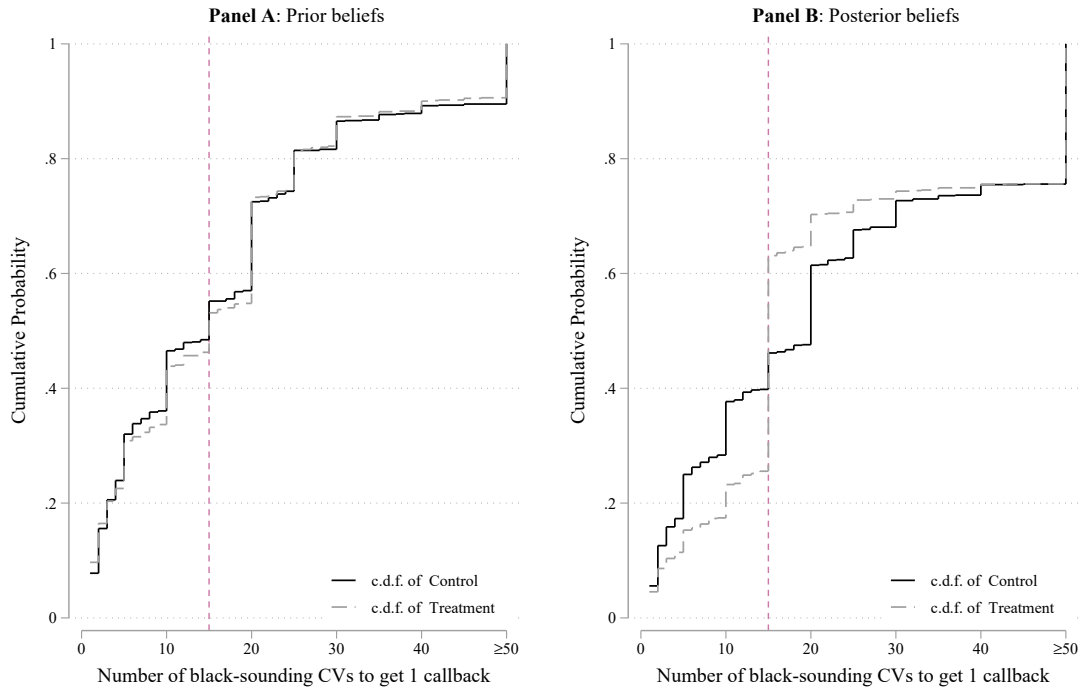 Panel A: Prior beliefs
Cumulative Probability
1
.8
.6
.4
.2
0
c.d.f. of Control
c.d.f. of Treatment
0 10 20 30 40 ≥50
Number of black-sounding CVs to get 1 callback
Panel B: Posterior beliefs
Cumulative Probability
1
.8
.6
.4
.2
0
c.d.f. of Control
c.d.f. of Treatment
0 10 20 30 40 ≥50
Number of black-sounding CVs to get 1 callback